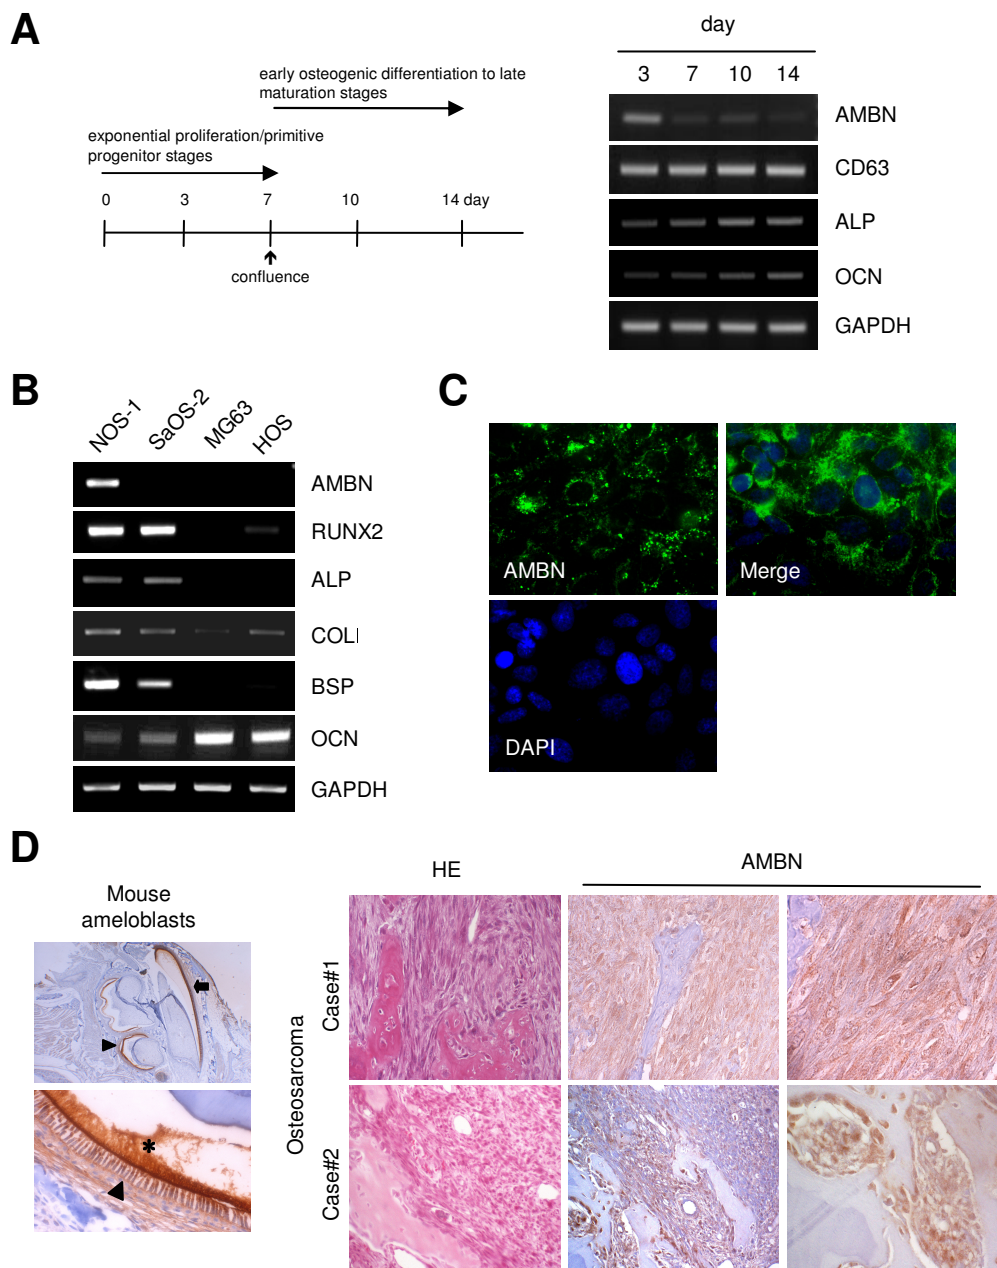 A
early osteogenic differentiation to late
maturation stages
exponential proliferation/primitive
progenitor stages
0 3 7 10 14 day
confluence
day
3 7 10 14
AMBN
CD63
ALP
OCN
GAPDH
B
NOS-1 SaOS-2 MG63 HOS
AMBN
RUNX2
ALP
COLI
BSP
OCN
GAPDH
C
AMBN
Merge
DAPI
D
Mouse
ameloblasts
*
HE
AMBN
Osteosarcoma
Case#1
Case#2